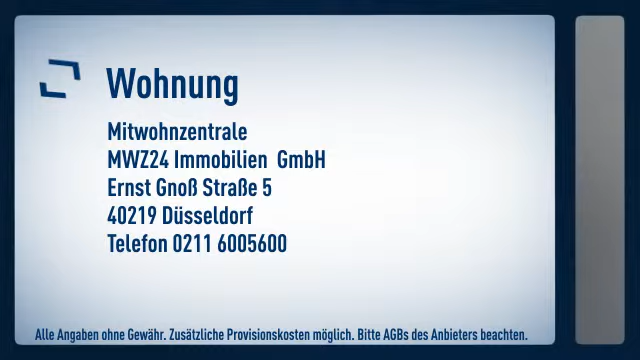 Wohnung
Mitwohnzentrale
MWZ24 Immobilien GmbH
Ernst Gnoß Straße 5
40219 Düsseldorf
Telefon 0211 6005600
Alle Angaben ohne Gewähr. Zusätzliche Provisionskosten möglich. Bitte AGBs des Anbieters beachten.